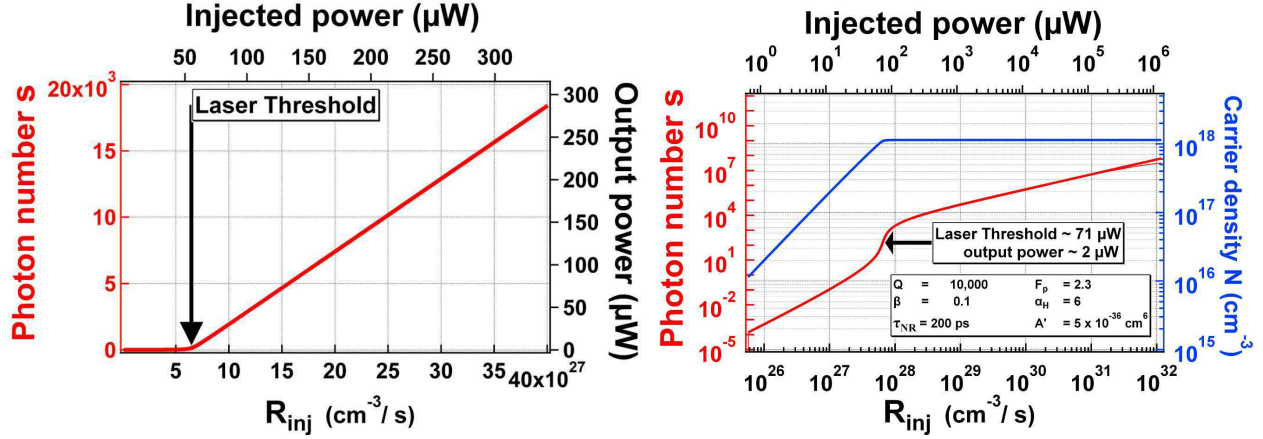 Injected power (µW)
50 100 150 200 250 300
20x10³
15
10
5
0
Photon number s
Laser Threshold
300
250
200
150
100
50
0
Output power (µW)
5 10 15 20 25 30 35 40x10²⁷
R_inj (cm⁻³/ s)
Injected power (µW)
10⁰ 10¹ 10² 10³ 10⁴ 10⁵ 10⁶
Photon number s
10¹⁰
10⁷
10⁴
10¹
10⁻²
10⁻⁵
Laser Threshold ~ 71 µW
output power ~ 2 µW
Q = 10,000 F_p = 2.3
β = 0.1 α_H = 6
τ_NR = 200 ps A' = 5 x 10⁻³⁶ cm⁶
10¹⁸
10¹⁷
10¹⁶
10¹⁵
Carrier density N (cm⁻³)
10²⁶ 10²⁷ 10²⁸ 10²⁹ 10³⁰ 10³¹ 10³²
R_inj (cm⁻³/ s)